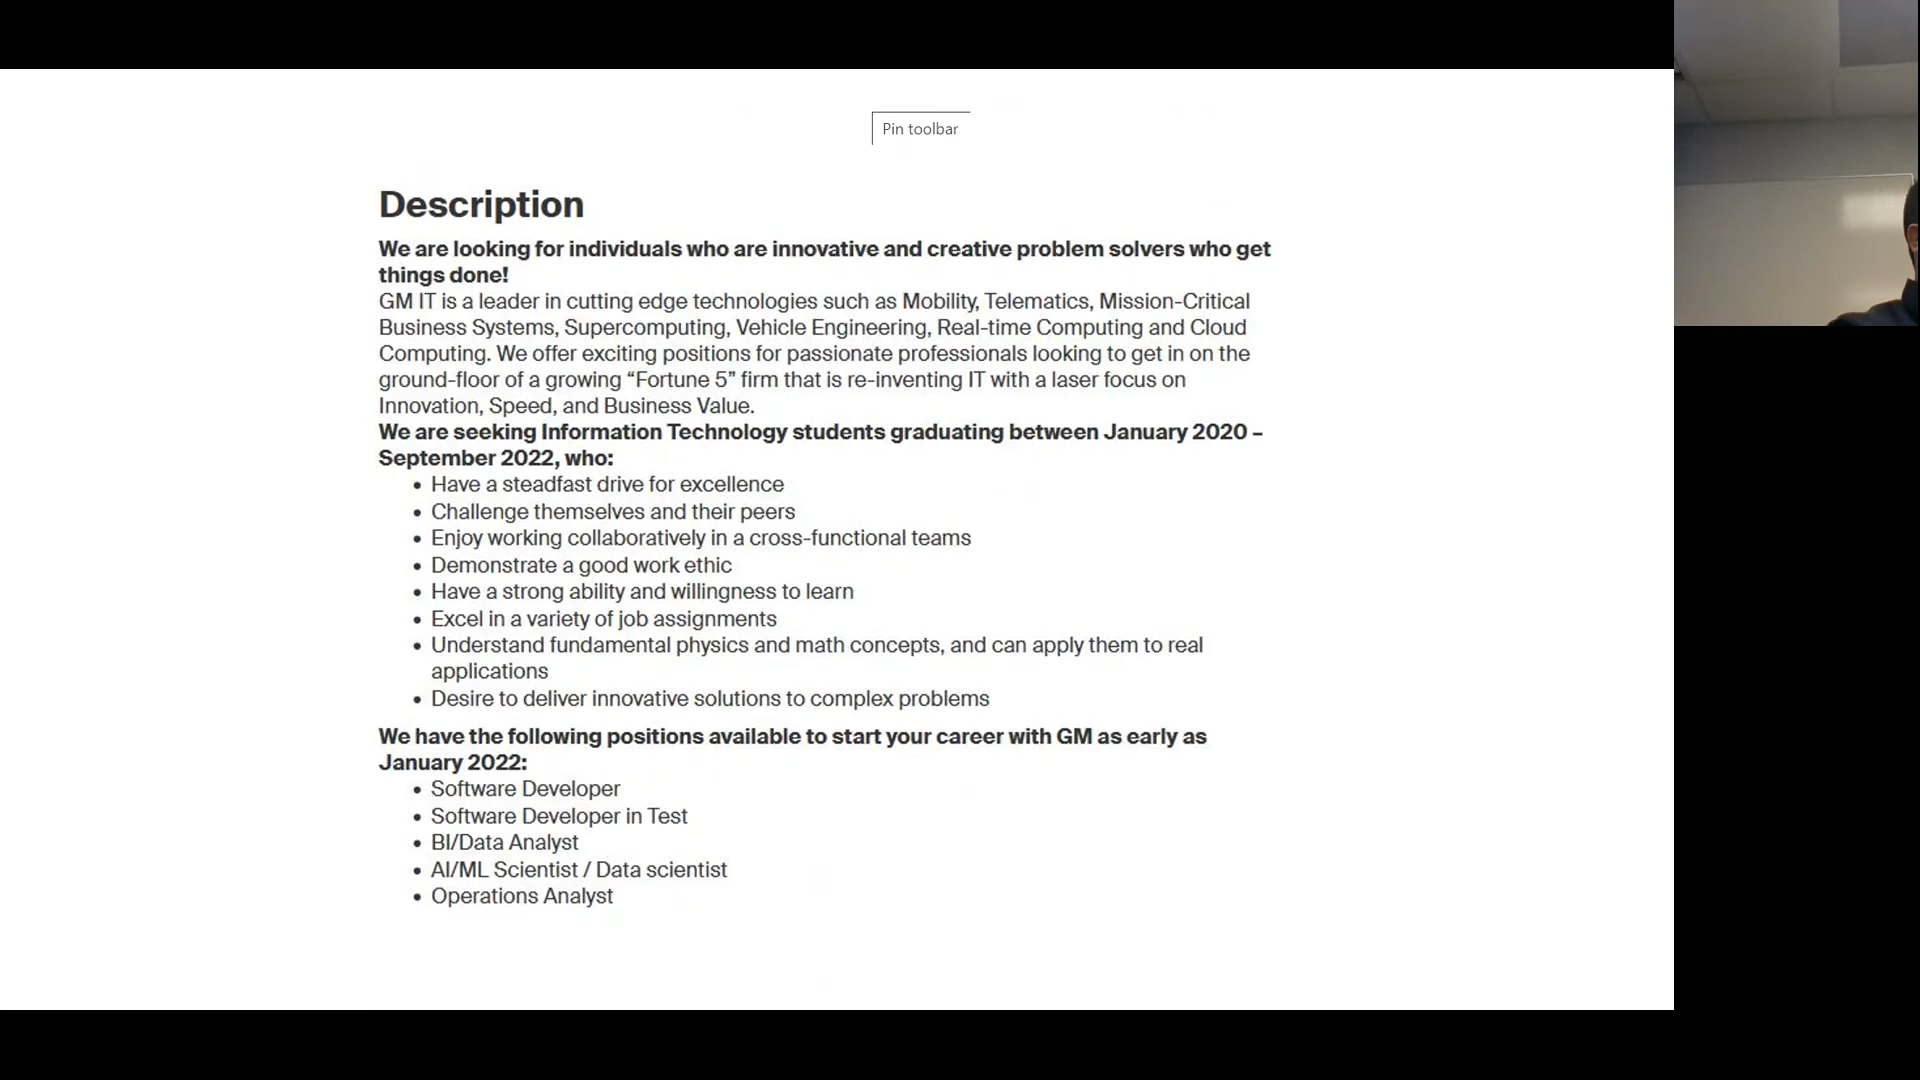 Pin toolbar
Description
We are looking for individuals who are innovative and creative problem solvers who get
things done!
GM IT is a leader in cutting edge technologies such as Mobility, Telematics, Mission-Critical
Business Systems, Supercomputing, Vehicle Engineering, Real-time Computing and Cloud
Computing. We offer exciting positions for passionate professionals looking to get in on the
ground-floor of a growing “Fortune 5” firm that is re-inventing IT with a laser focus on
Innovation, Speed, and Business Value.
We are seeking Information Technology students graduating between January 2020 –
September 2022, who:
• Have a steadfast drive for excellence
• Challenge themselves and their peers
• Enjoy working collaboratively in a cross-functional teams
• Demonstrate a good work ethic
• Have a strong ability and willingness to learn
• Excel in a variety of job assignments
• Understand fundamental physics and math concepts, and can apply them to real
applications
• Desire to deliver innovative solutions to complex problems
We have the following positions available to start your career with GM as early as
January 2022:
• Software Developer
• Software Developer in Test
• BI/Data Analyst
• AI/ML Scientist / Data scientist
• Operations Analyst